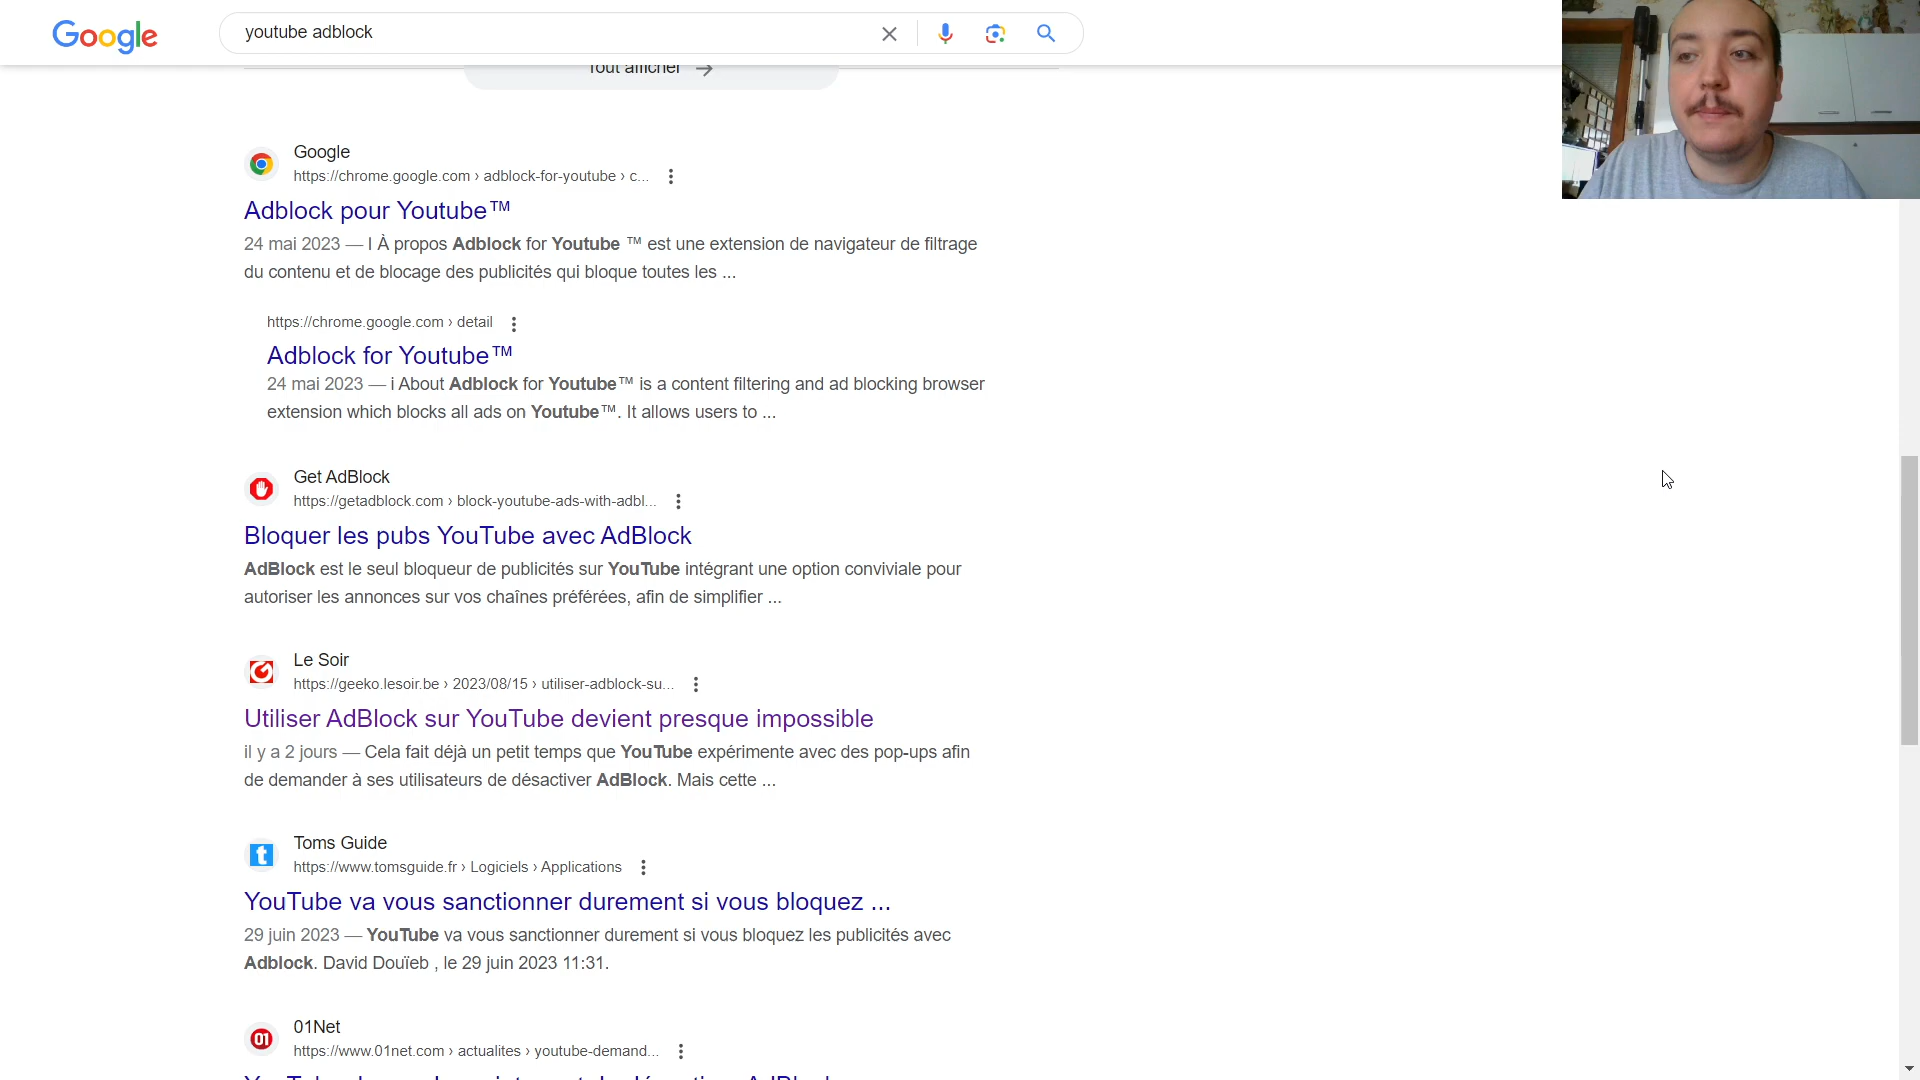 Google
youtube adblock
Tout afficher
Google
https://chrome.google.com › adblock-for-youtube › c...
Adblock pour Youtube™
24 mai 2023 — l À propos Adblock for Youtube ™ est une extension de navigateur de filtrage
du contenu et de blocage des publicités qui bloque toutes les ...
https://chrome.google.com › detail
Adblock for Youtube™
24 mai 2023 — i About Adblock for Youtube™ is a content filtering and ad blocking browser
extension which blocks all ads on Youtube™. It allows users to ...
Get AdBlock
https://getadblock.com › block-youtube-ads-with-adbl...
Bloquer les pubs YouTube avec AdBlock
AdBlock est le seul bloqueur de publicités sur YouTube intégrant une option conviviale pour
autoriser les annonces sur vos chaînes préférées, afin de simplifier ...
Le Soir
https://geeko.lesoir.be › 2023/08/15 › utiliser-adblock-su...
Utiliser AdBlock sur YouTube devient presque impossible
il y a 2 jours — Cela fait déjà un petit temps que YouTube expérimente avec des pop-ups afin
de demander à ses utilisateurs de désactiver AdBlock. Mais cette ...
t
Toms Guide
https://www.tomsguide.fr › Logiciels › Applications
YouTube va vous sanctionner durement si vous bloquez ...
29 juin 2023 — YouTube va vous sanctionner durement si vous bloquez les publicités avec
Adblock. David Douïeb , le 29 juin 2023 11:31.
01
01Net
https://www.01net.com › actualites › youtube-demand...